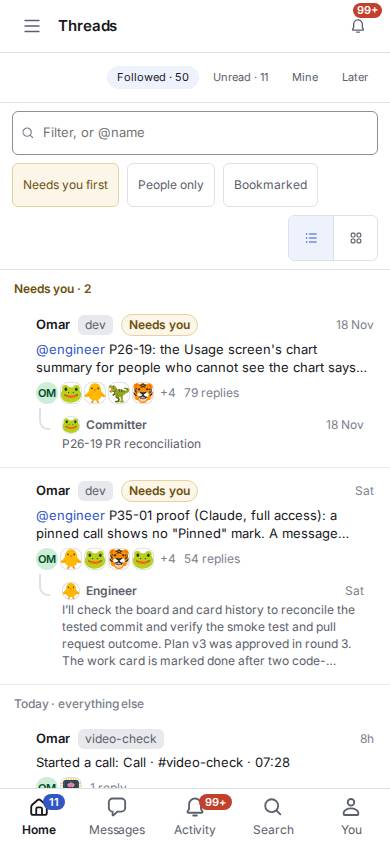 Threads
99+
Followed · 50
Unread · 11
Mine
Later
Filter, or @name
Needs you first
People only
Bookmarked
Needs you · 2
Omar dev Needs you 18 Nov
@engineer P26-19: the Usage screen's chart
summary for people who cannot see the chart says...
OM +4 79 replies
Committer 18 Nov
P26-19 PR reconciliation
Omar dev Needs you Sat
@engineer P35-01 proof (Claude, full access): a
pinned call shows no "Pinned" mark. A message...
OM +4 54 replies
Engineer Sat
I'll check the board and card history to reconcile the
tested commit and verify the smoke test and pull
request outcome. Plan v3 was approved in round 3.
The work card is marked done after two code-...
Today · everything else
Omar video-check 8h
Started a call: Call · #video-check · 07:28
OM 1 reply
11
99+
Home
Messages
Activity
Search
You